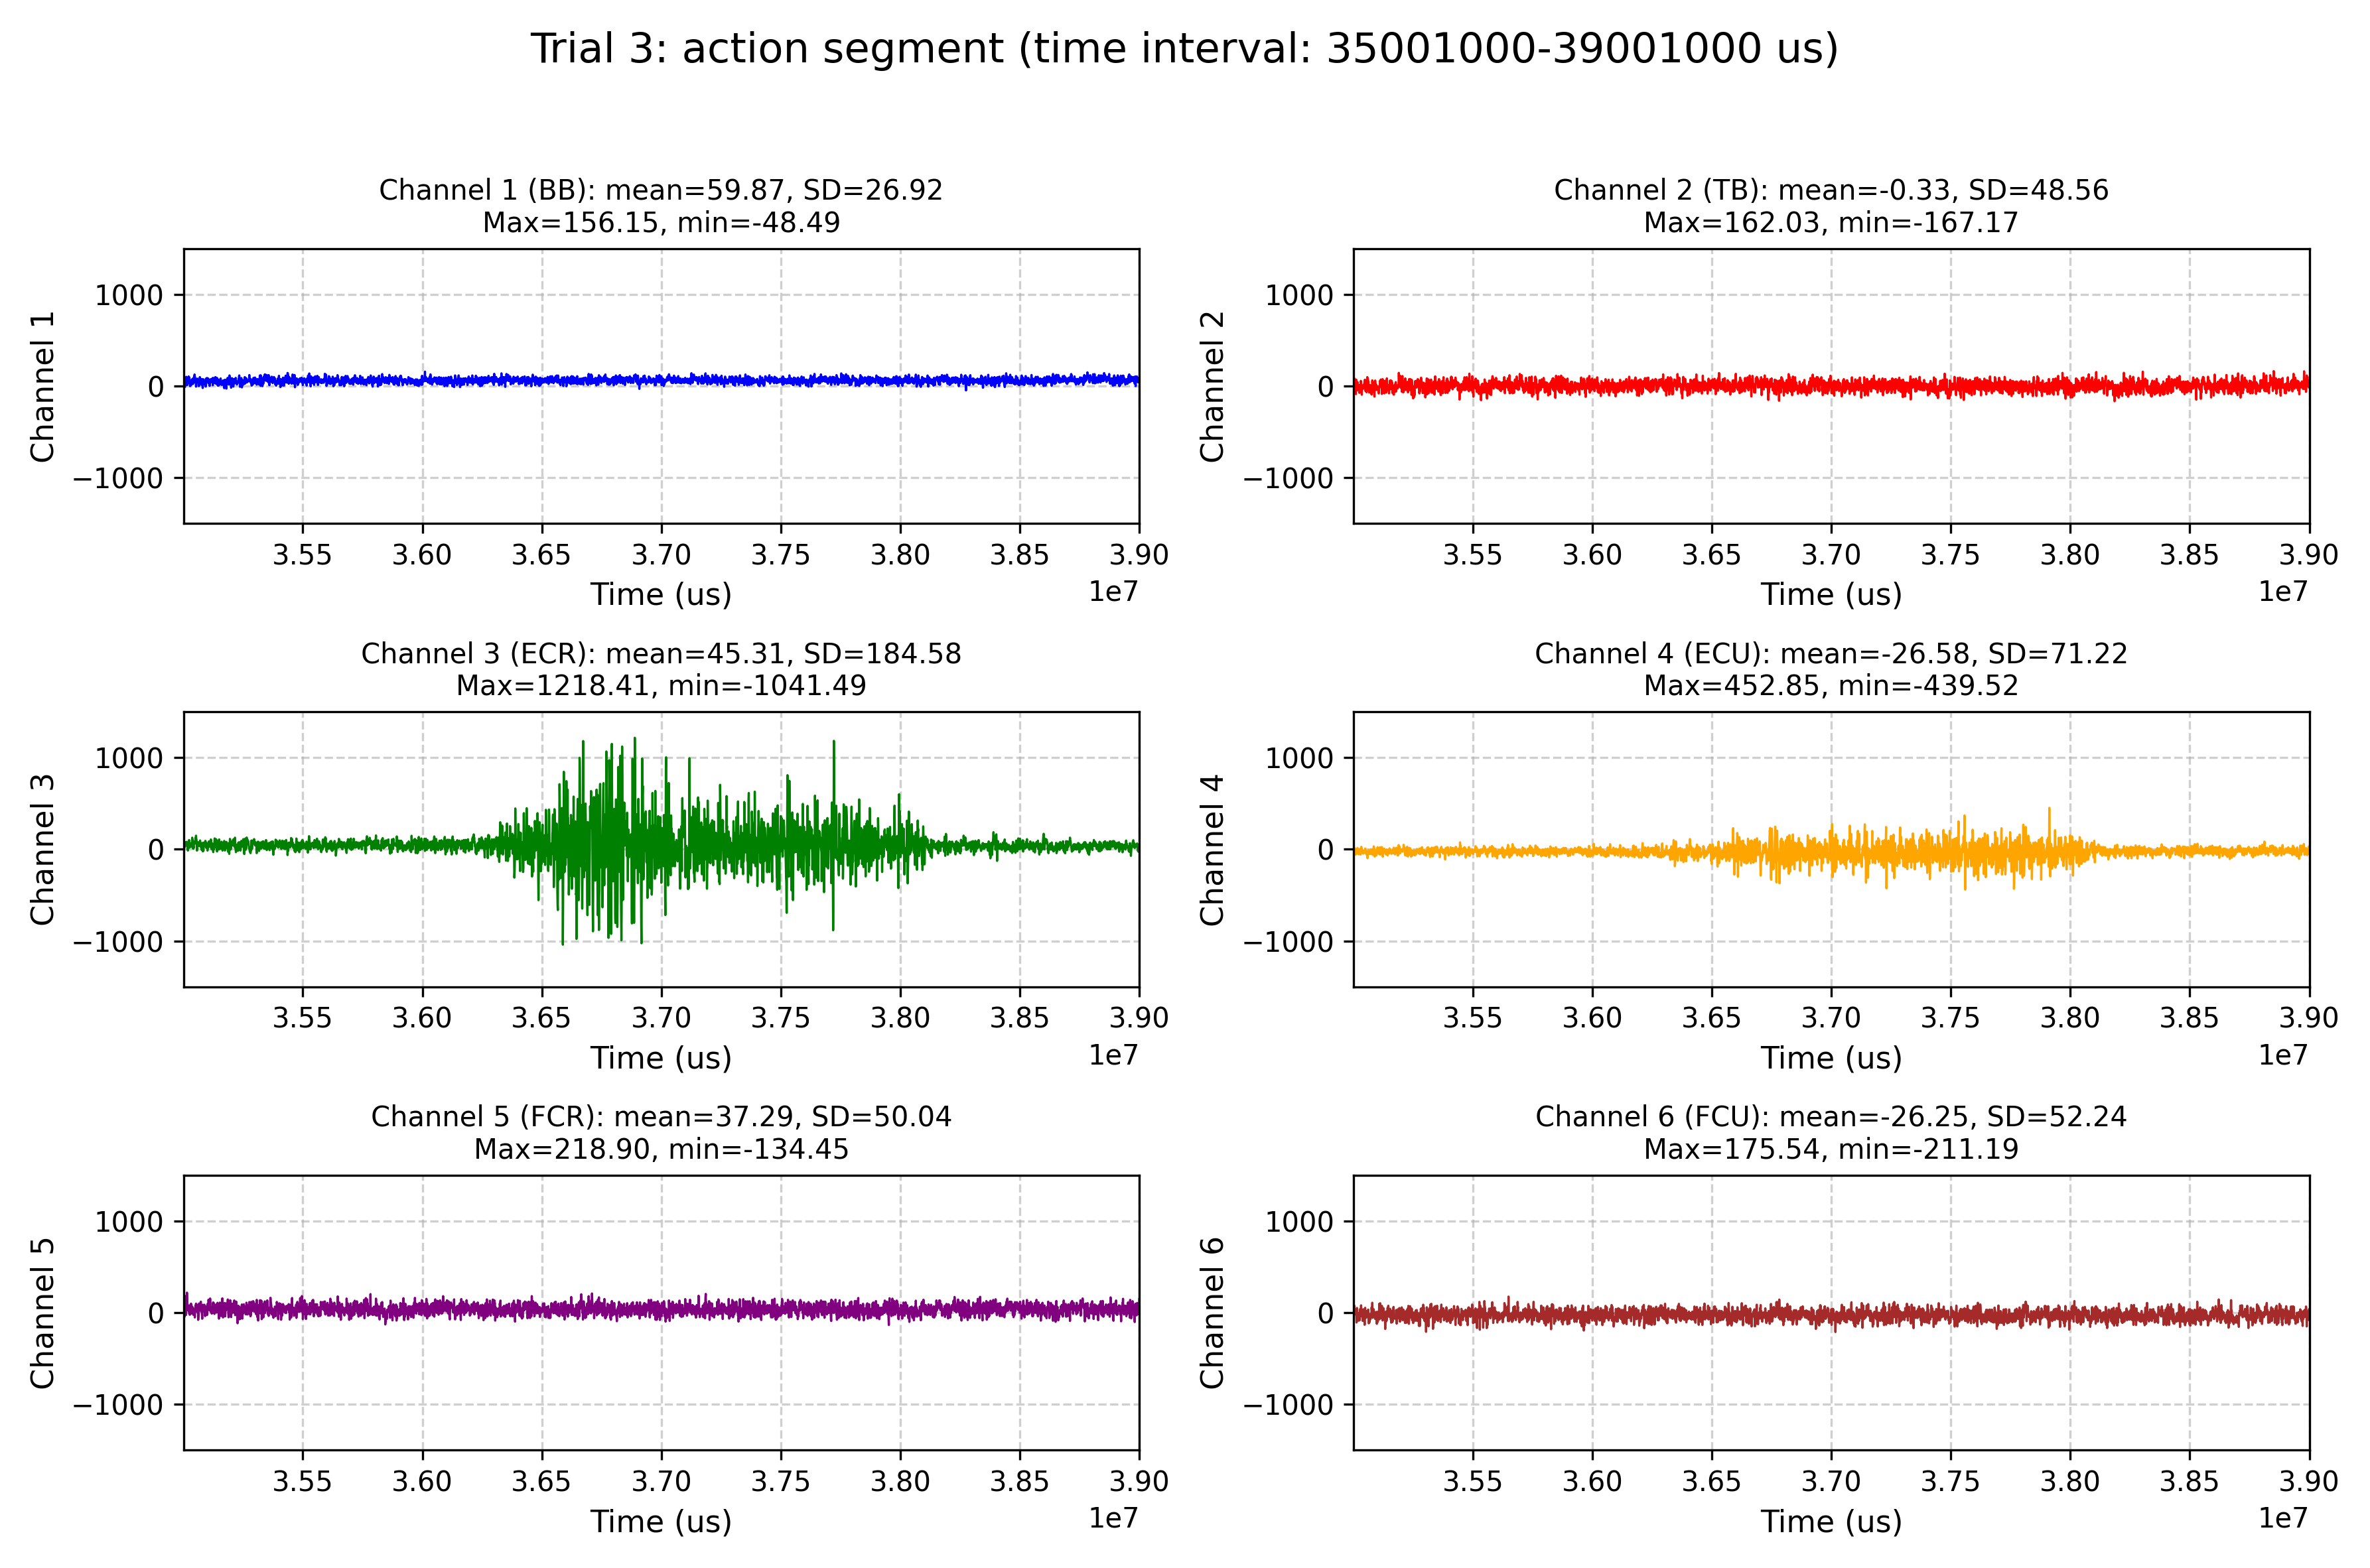 Trial 3: action segment (time interval: 35001000-39001000 us)
Channel 1 (BB): mean=59.87, SD=26.92
Max=156.15, min=-48.49
Channel 1
1000
0
−1000
3.55 3.60 3.65 3.70 3.75 3.80 3.85 3.90
Time (us)
1e7
Channel 2 (TB): mean=-0.33, SD=48.56
Max=162.03, min=-167.17
Channel 2
1000
0
−1000
3.55 3.60 3.65 3.70 3.75 3.80 3.85 3.90
Time (us)
1e7
Channel 3 (ECR): mean=45.31, SD=184.58
Max=1218.41, min=-1041.49
Channel 3
1000
0
−1000
3.55 3.60 3.65 3.70 3.75 3.80 3.85 3.90
Time (us)
1e7
Channel 4 (ECU): mean=-26.58, SD=71.22
Max=452.85, min=-439.52
Channel 4
1000
0
−1000
3.55 3.60 3.65 3.70 3.75 3.80 3.85 3.90
Time (us)
1e7
Channel 5 (FCR): mean=37.29, SD=50.04
Max=218.90, min=-134.45
Channel 5
1000
0
−1000
3.55 3.60 3.65 3.70 3.75 3.80 3.85 3.90
Time (us)
1e7
Channel 6 (FCU): mean=-26.25, SD=52.24
Max=175.54, min=-211.19
Channel 6
1000
0
−1000
3.55 3.60 3.65 3.70 3.75 3.80 3.85 3.90
Time (us)
1e7